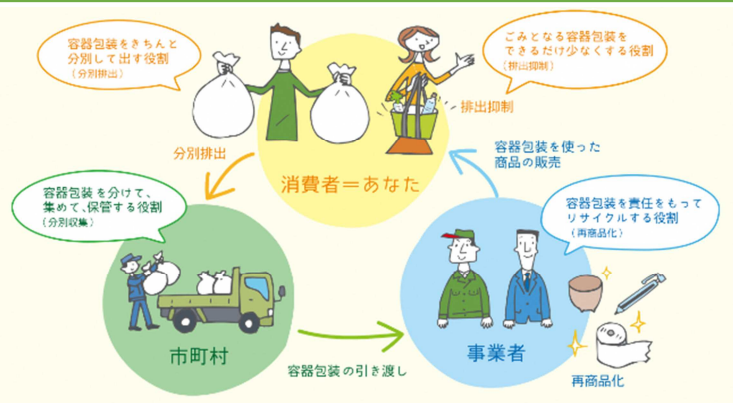 容器包装をきちんと
分別して出す役割
(分別排出)
ごみとなる容器包装を
できるだけ少なくする役割
(排出抑制)
排出抑制
分別排出
消費者=あなた
容器包装を使った
商品の販売
容器包装を分けて、
集めて、保管する役割
(分別収集)
容器包装を責任をもって
リサイクルする役割
(再商品化)
市町村
容器包装の引き渡し
事業者
再商品化